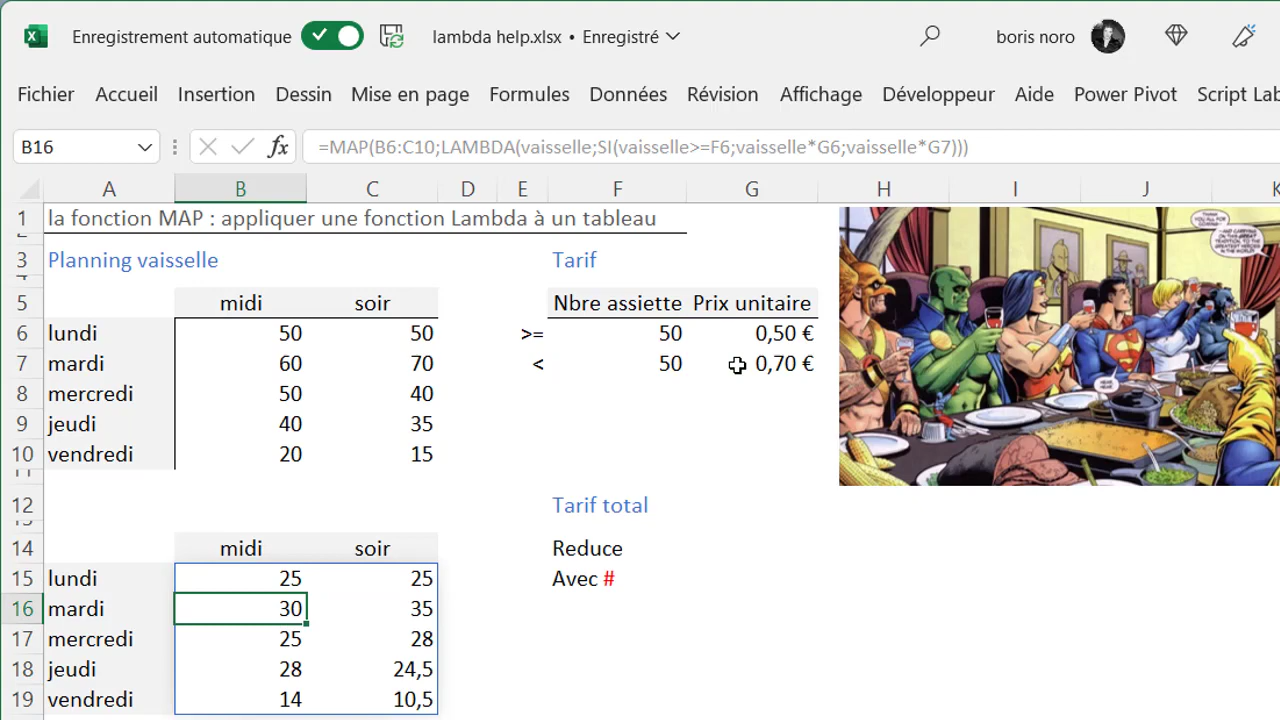 Enregistrement automatique lambda help.xlsx • Enregistré boris noro
Fichier Accueil Insertion Dessin Mise en page Formules Données Révision Affichage Développeur Aide Power Pivot Script Lab
B16 fx =MAP(B6:C10;LAMBDA(vaisselle;SI(vaisselle>=F6;vaisselle*G6;vaisselle*G7)))
A B C D E F G H I J K
1 la fonction MAP : appliquer une fonction Lambda à un tableau
3 Planning vaisselle Tarif
5 midi soir Nbre assiette Prix unitaire
6 lundi 50 50 >= 50 0,50 €
7 mardi 60 70 < 50 0,70 €
8 mercredi 50 40
9 jeudi 40 35
10 vendredi 20 15
12 Tarif total
14 midi soir Reduce
15 lundi 25 25 Avec #
16 mardi 30 35
17 mercredi 25 28
18 jeudi 28 24,5
19 vendredi 14 10,5